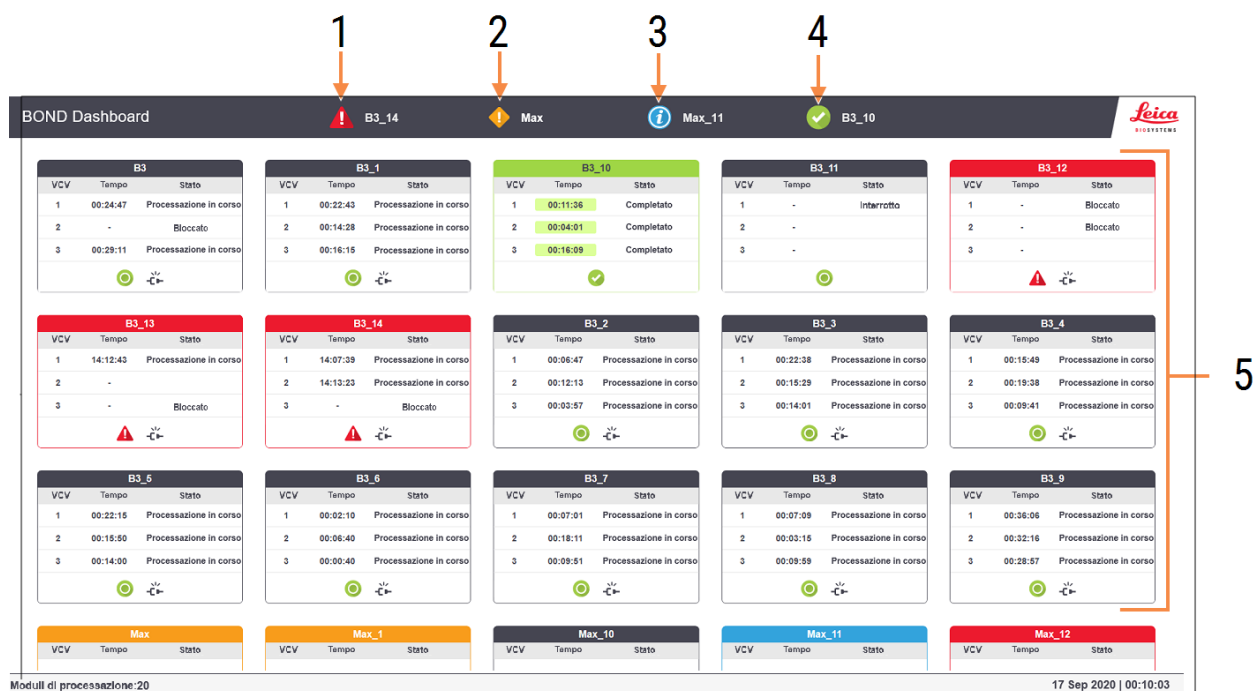 1 2 3 4
BOND Dashboard B3_14 Max Max_11 B3_10 Leica
BIOSYSTEMS
B3 B3_1 B3_10 B3_11 B3_12
VCV Tempo Stato VCV Tempo Stato VCV Tempo Stato VCV Tempo Stato VCV Tempo Stato
1 00:24:47 Processazione in corso 1 00:22:43 Processazione in corso 1 00:11:36 Completato 1 - Interrotto 1 - Bloccato
2 - Bloccato 2 00:14:28 Processazione in corso 2 00:04:01 Completato 2 - 2 - Bloccato
3 00:29:11 Processazione in corso 3 00:16:15 Processazione in corso 3 00:16:09 Completato 3 - 3 -
B3_13 B3_14 B3_2 B3_3 B3_4
VCV Tempo Stato VCV Tempo Stato VCV Tempo Stato VCV Tempo Stato VCV Tempo Stato
1 14:12:43 Processazione in corso 1 14:07:39 Processazione in corso 1 00:06:47 Processazione in corso 1 00:22:38 Processazione in corso 1 00:15:49 Processazione in corso
5
2 - 2 14:13:23 Processazione in corso 2 00:12:13 Processazione in corso 2 00:15:29 Processazione in corso 2 00:19:38 Processazione in corso
3 - Bloccato 3 - Bloccato 3 00:03:57 Processazione in corso 3 00:14:01 Processazione in corso 3 00:09:41 Processazione in corso
B3_5 B3_6 B3_7 B3_8 B3_9
VCV Tempo Stato VCV Tempo Stato VCV Tempo Stato VCV Tempo Stato VCV Tempo Stato
1 00:22:15 Processazione in corso 1 00:02:10 Processazione in corso 1 00:07:01 Processazione in corso 1 00:07:09 Processazione in corso 1 00:36:06 Processazione in corso
2 00:15:50 Processazione in corso 2 00:06:40 Processazione in corso 2 00:18:11 Processazione in corso 2 00:03:15 Processazione in corso 2 00:32:16 Processazione in corso
3 00:14:00 Processazione in corso 3 00:00:40 Processazione in corso 3 00:09:51 Processazione in corso 3 00:09:59 Processazione in corso 3 00:28:57 Processazione in corso
Max Max_1 Max_10 Max_11 Max_12
VCV Tempo Stato VCV Tempo Stato VCV Tempo Stato VCV Tempo Stato VCV Tempo Stato
Moduli di processazione:20 17 Sep 2020 | 00:10:03